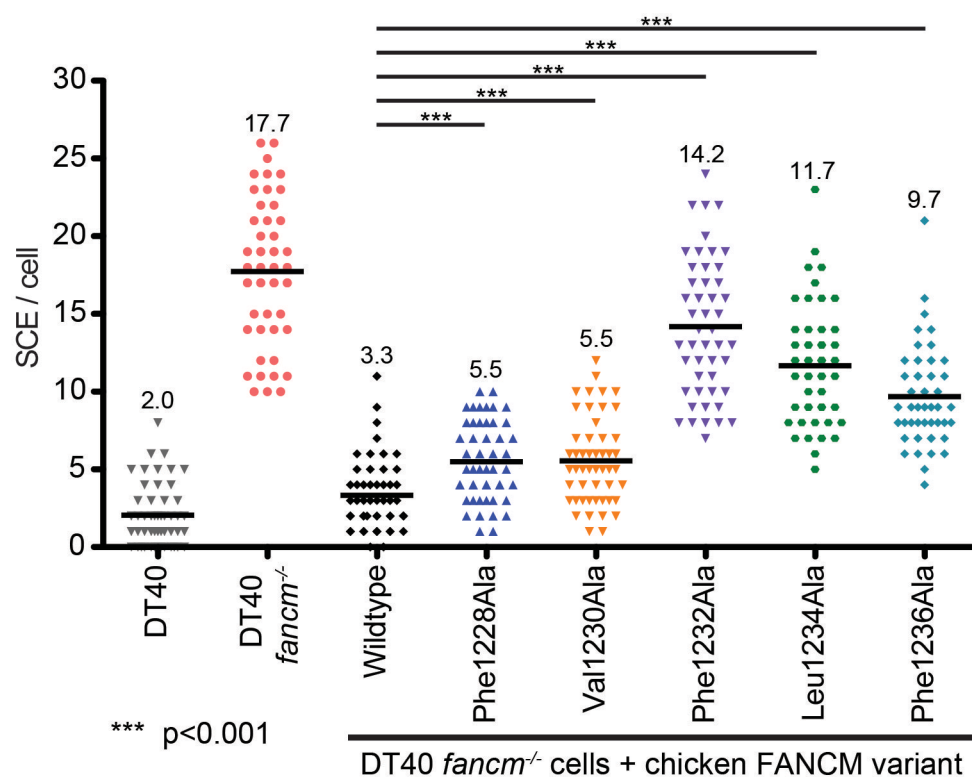 ***
***
***
***
***
SCE / cell
30
25
20
15
10
5
0
2.0
17.7
3.3
5.5
5.5
14.2
11.7
9.7
DT40
DT40
fancm-/-
Wildtype
Phe1228Ala
Val1230Ala
Phe1232Ala
Leu1234Ala
Phe1236Ala
*** p<0.001
DT40 fancm-/- cells + chicken FANCM variant